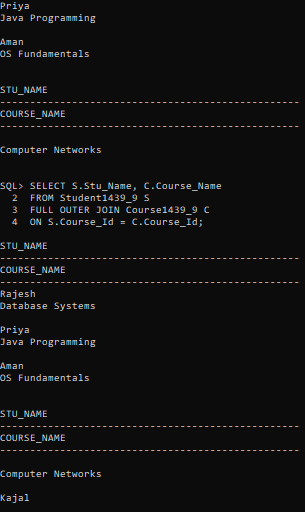 Priya
Java Programming
Aman
OS Fundamentals
STU_NAME
--------------------------------------------------
COURSE_NAME
--------------------------------------------------
Computer Networks
SQL> SELECT S.Stu_Name, C.Course_Name
  2  FROM Student1439_9 S
  3  FULL OUTER JOIN Course1439_9 C
  4  ON S.Course_Id = C.Course_Id;
STU_NAME
--------------------------------------------------
COURSE_NAME
--------------------------------------------------
Rajesh
Database Systems
Priya
Java Programming
Aman
OS Fundamentals
STU_NAME
--------------------------------------------------
COURSE_NAME
--------------------------------------------------
Computer Networks
Kajal